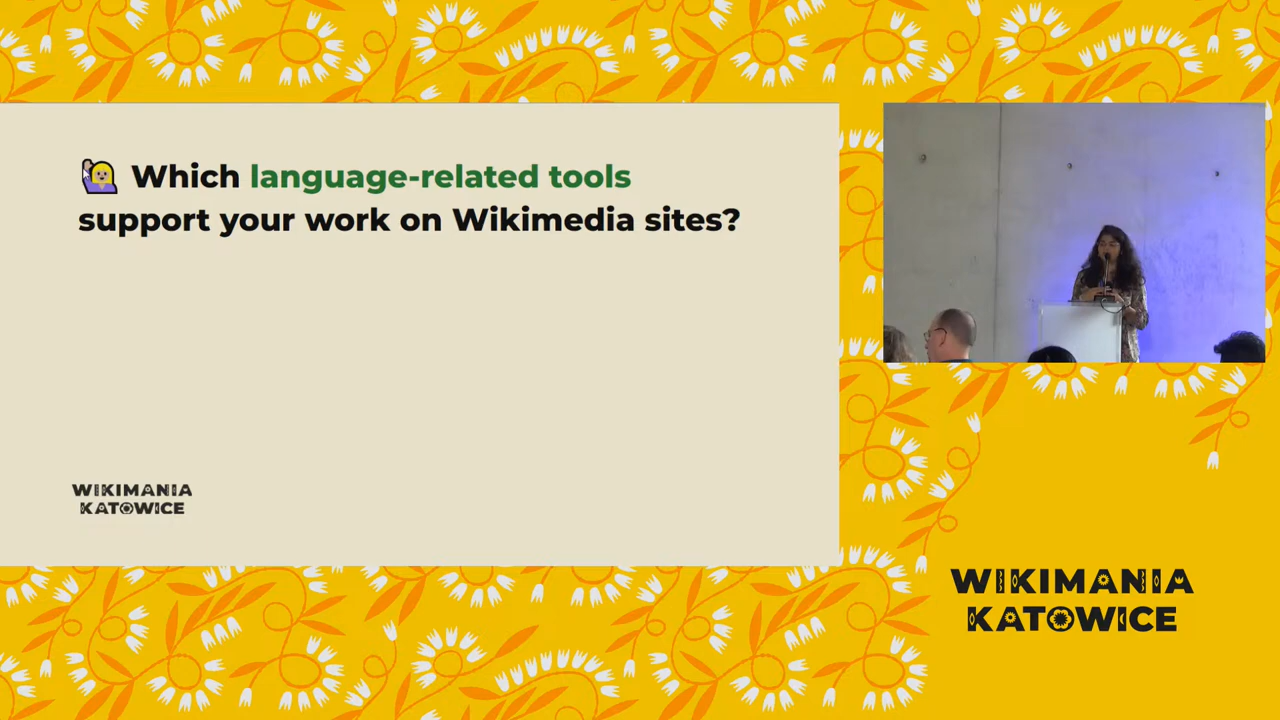 🙋 Which language-related tools
support your work on Wikimedia sites?
WIKIMANIA
KATOWICE
WIKIMANIA
KATOWICE